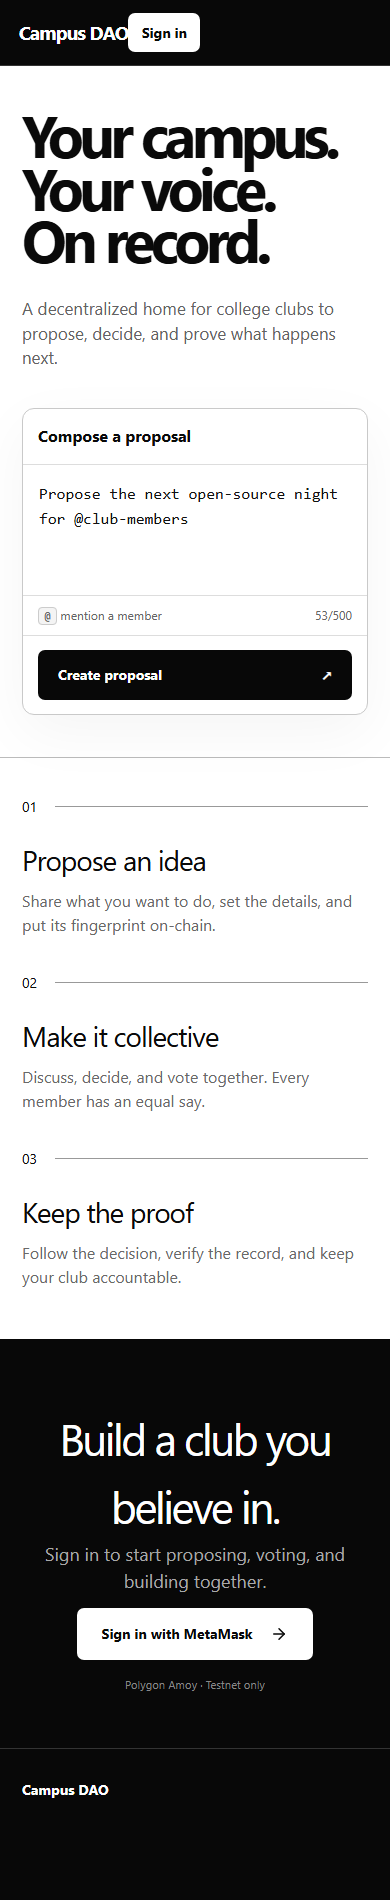 Campus DAO Sign in
Your campus.
Your voice.
On record.
A decentralized home for college clubs to
propose, decide, and prove what happens
next.
Compose a proposal
Propose the next open-source night
for @club-members
@ mention a member 53/500
Create proposal ↗
01
Propose an idea
Share what you want to do, set the details, and
put its fingerprint on-chain.
02
Make it collective
Discuss, decide, and vote together. Every
member has an equal say.
03
Keep the proof
Follow the decision, verify the record, and keep
your club accountable.
Build a club you
believe in.
Sign in to start proposing, voting, and
building together.
Sign in with MetaMask →
Polygon Amoy · Testnet only
Campus DAO